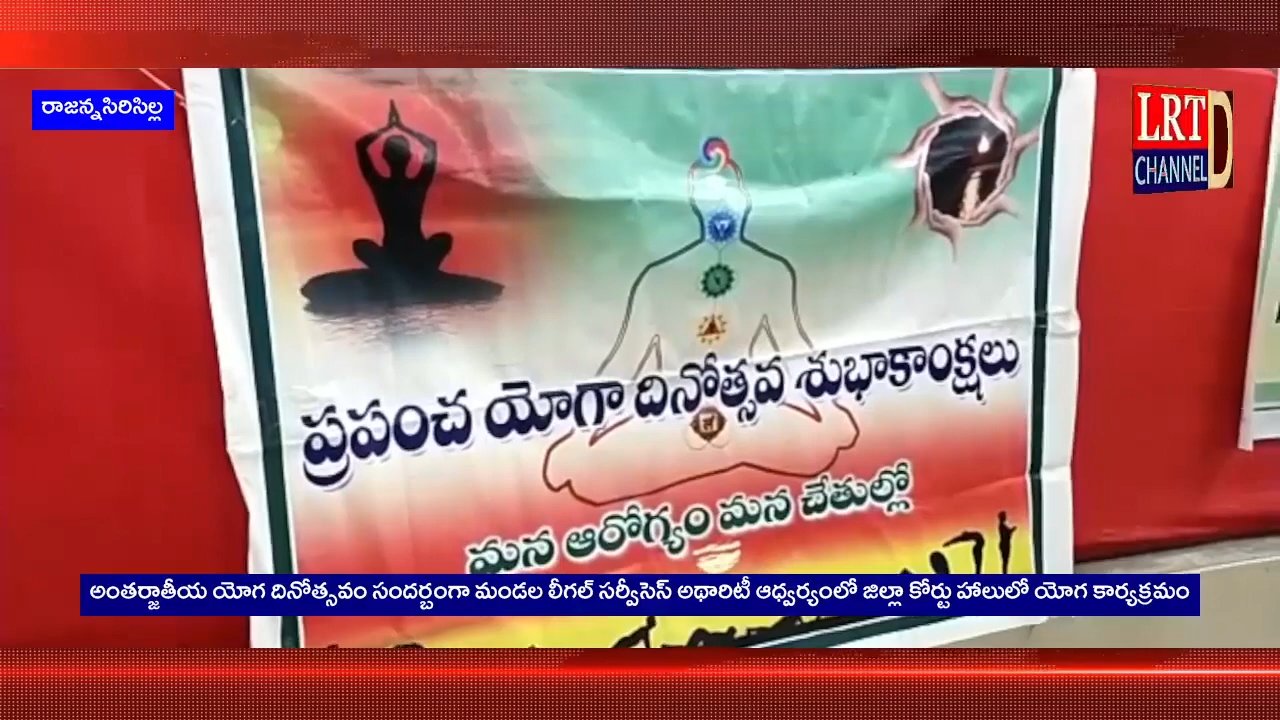 రాజన్నసిరిసిల్ల
LRT D
CHANNEL
ప్రపంచ యోగా దినోత్సవ శుభాకాంక్షలు
మన ఆరోగ్యం మన చేతుల్లో
అంతర్జాతీయ యోగ దినోత్సవం సందర్బంగా మండల లీగల్ సర్వీసెస్ అథారిటీ ఆధ్వర్యంలో జిల్లా కోర్టు హాలులో యోగ కార్యక్రమం